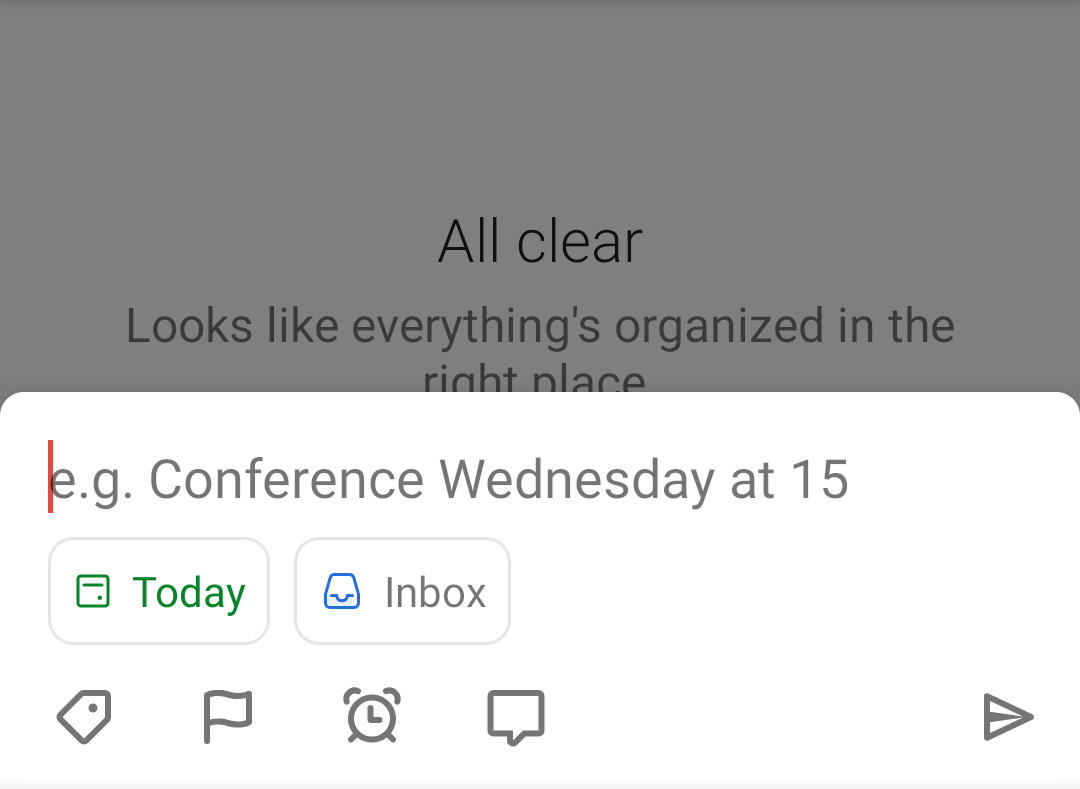 All clear
Looks like everything's organized in the
right place
e.g. Conference Wednesday at 15
Today
Inbox